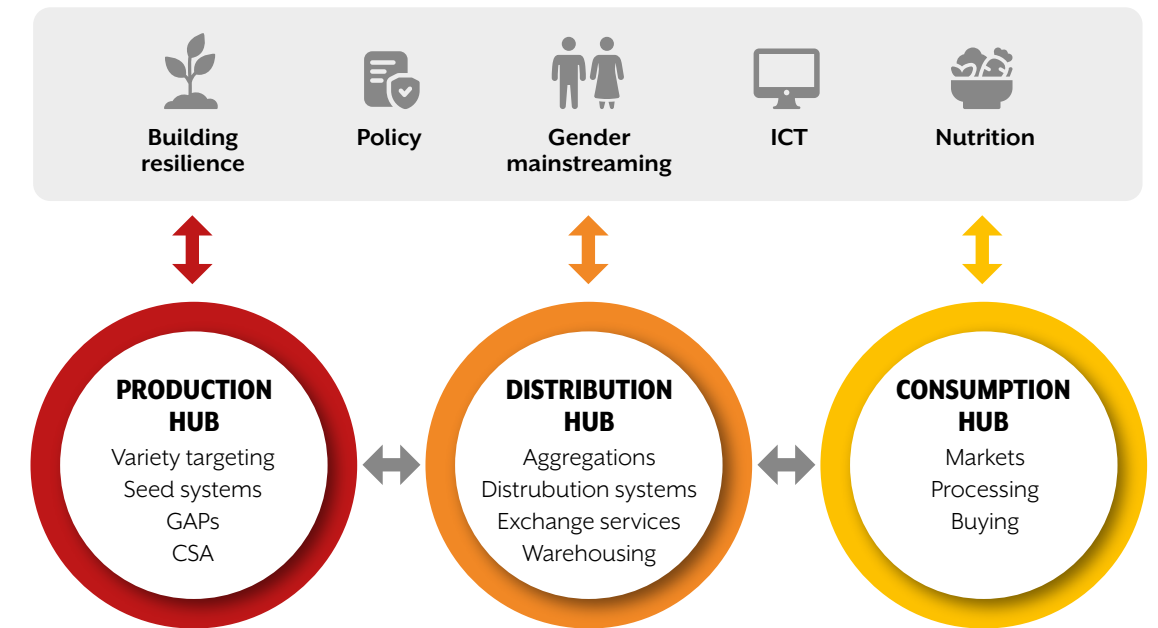 Building
resilience
Policy
Gender
mainstreaming
ICT
Nutrition
PRODUCTION
HUB
Variety targeting
Seed systems
GAPs
CSA
DISTRIBUTION
HUB
Aggregations
Distrubution systems
Exchange services
Warehousing
CONSUMPTION
HUB
Markets
Processing
Buying